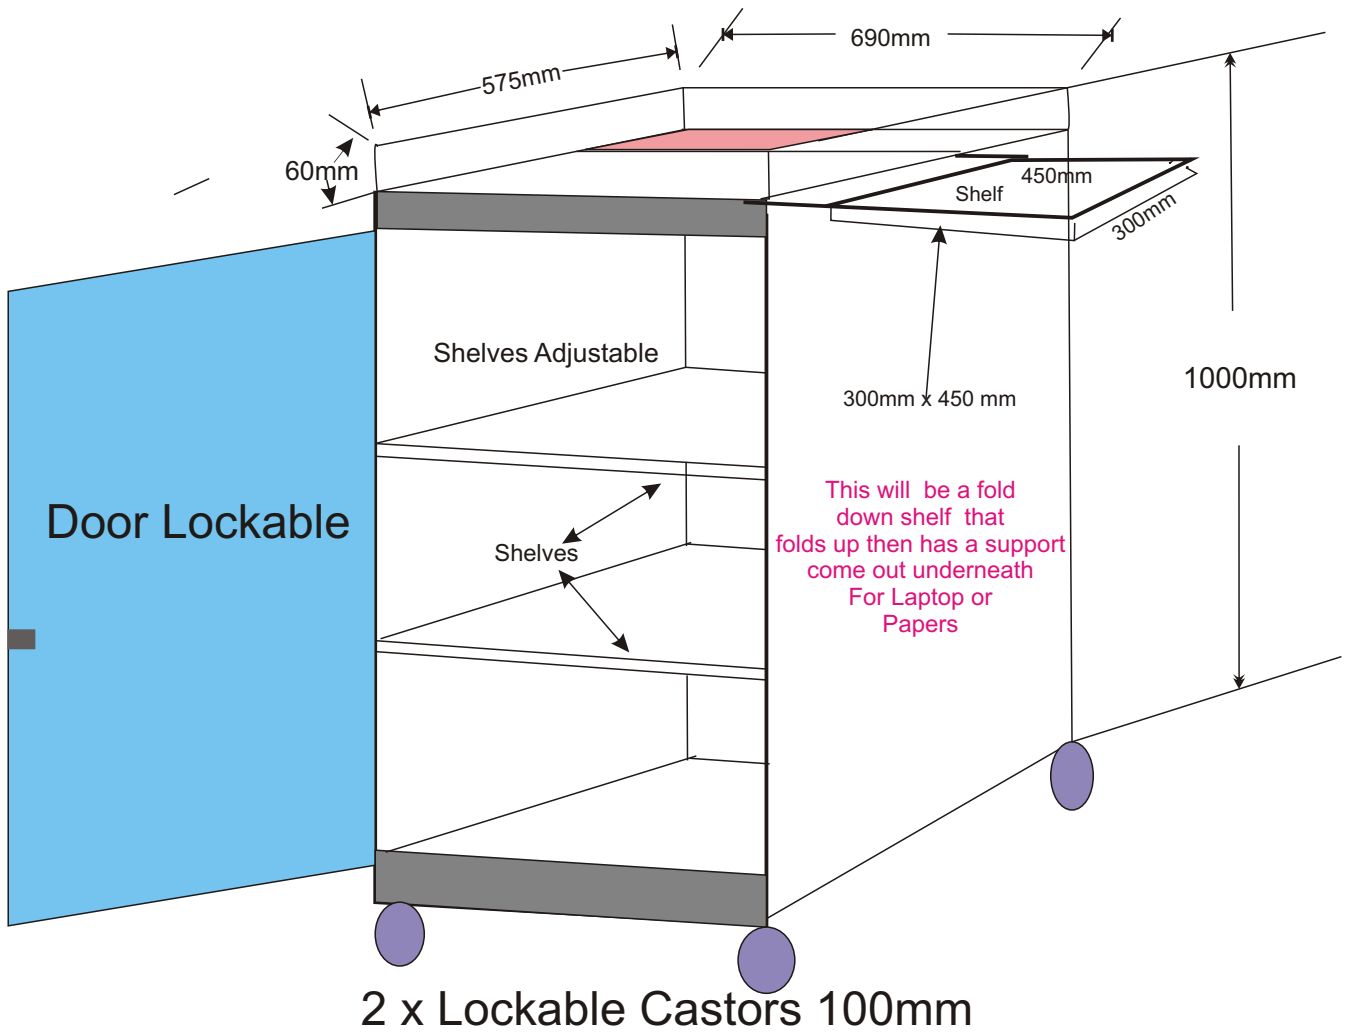 690mm
575mm
60mm
450mm
Shelf
300mm
Shelves Adjustable
1000mm
300mm x 450 mm
Door Lockable
This will be a fold
down shelf that
folds up then has a support
come out underneath
For Laptop or
Papers
Shelves
2 x Lockable Castors 100mm